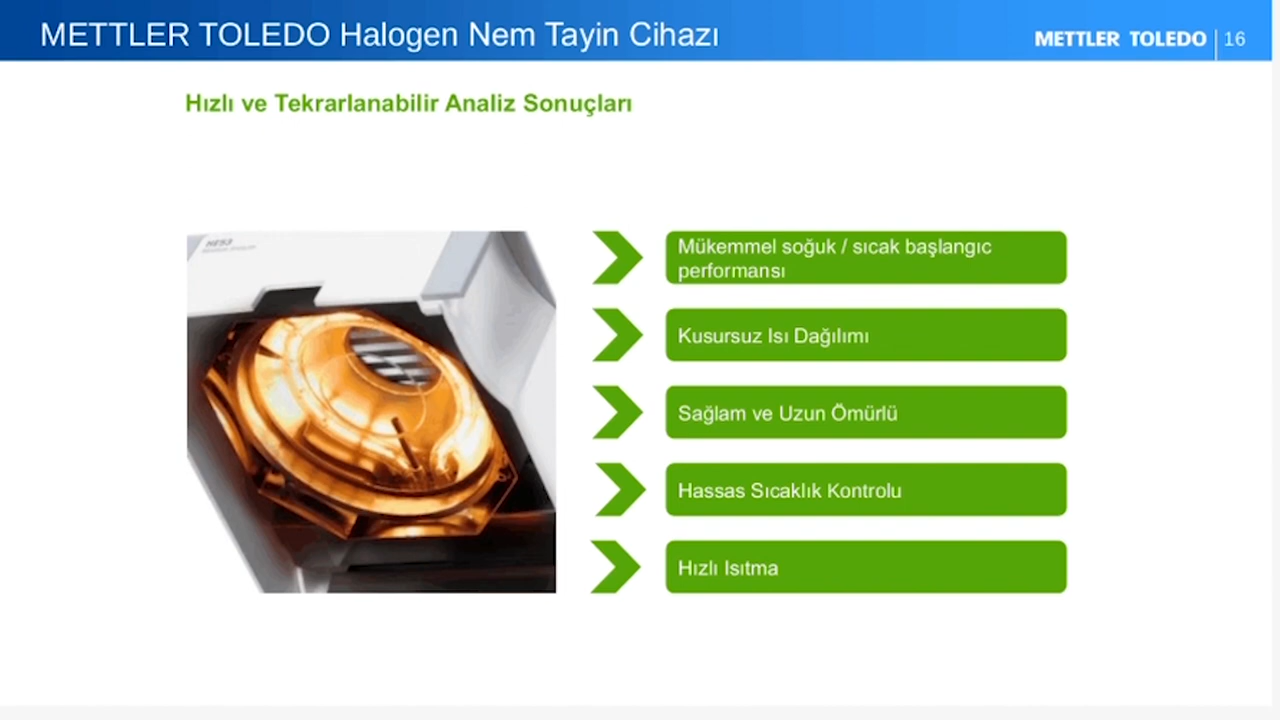 METTLER TOLEDO Halogen Nem Tayin Cihazı
METTLER TOLEDO
16
Hızlı ve Tekrarlanabilir Analiz Sonuçları
Mükemmel soğuk / sıcak başlangıc
performansı
Kusursuz Isı Dağılımı
Sağlam ve Uzun Ömürlü
Hassas Sıcaklık Kontrolu
Hızlı Isıtma